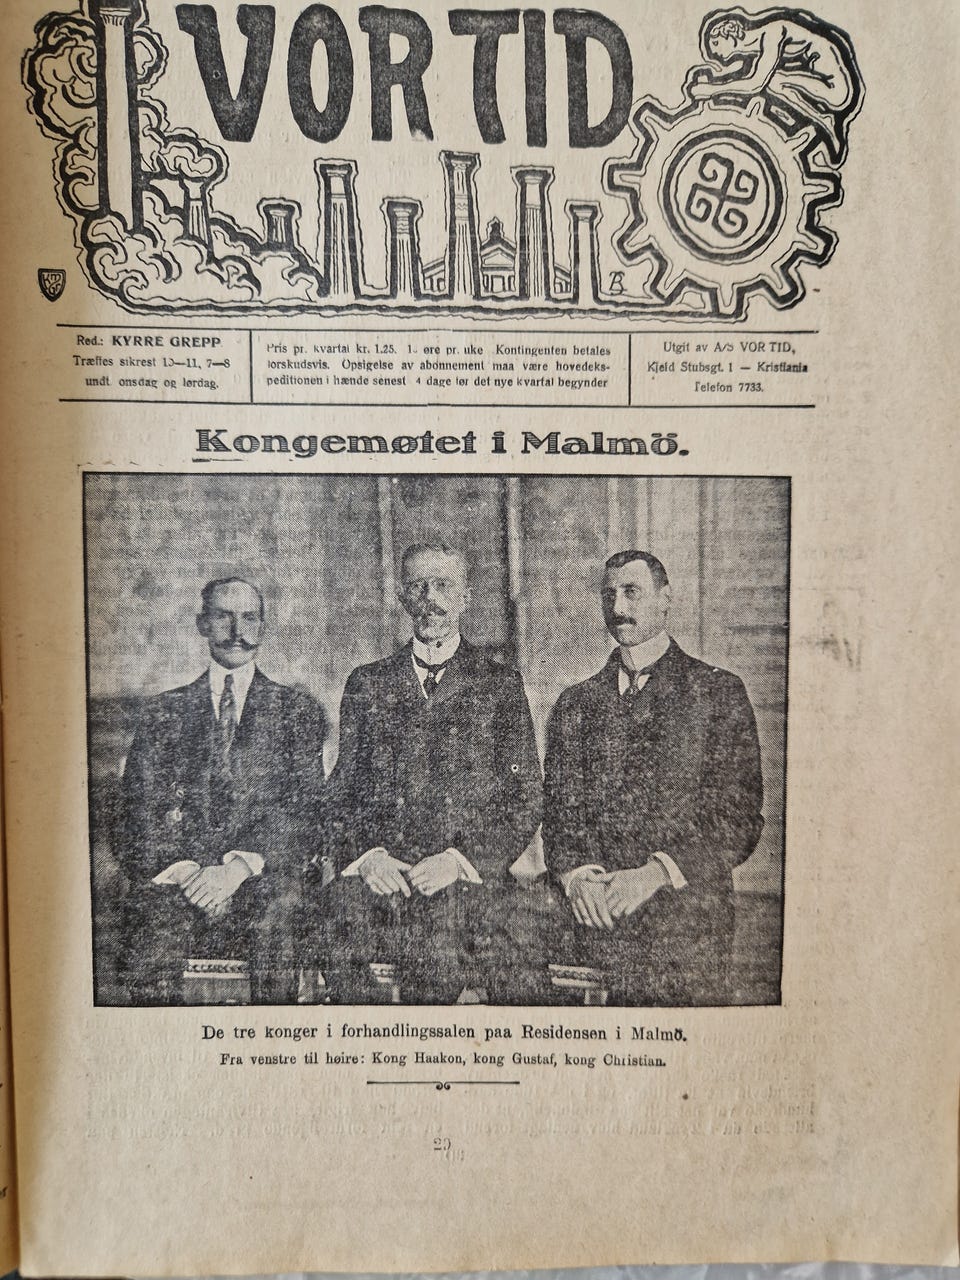 VOR TID
Red.: KYRRE GREPP
Træffes sikrest 10—11, 7—8
undt. onsdag og lørdag.
Pris pr. kvartal kr. 1.25. øre pr. uke Kontingenten betales
forskudsvis. Opsigelse av abonnement maa være hovedeks-
peditionen i hænde senest 4 dage før det nye kvartal begynder
Utgit av A/S VOR TID,
Kjeld Stubsgt. 1 — Kristiania
Telefon 7733.
Kongemøtet i Malmö.
De tre konger i forhandlingssalen paa Residensen i Malmö.
Fra venstre til høire: Kong Haakon, kong Gustaf, kong Christian.